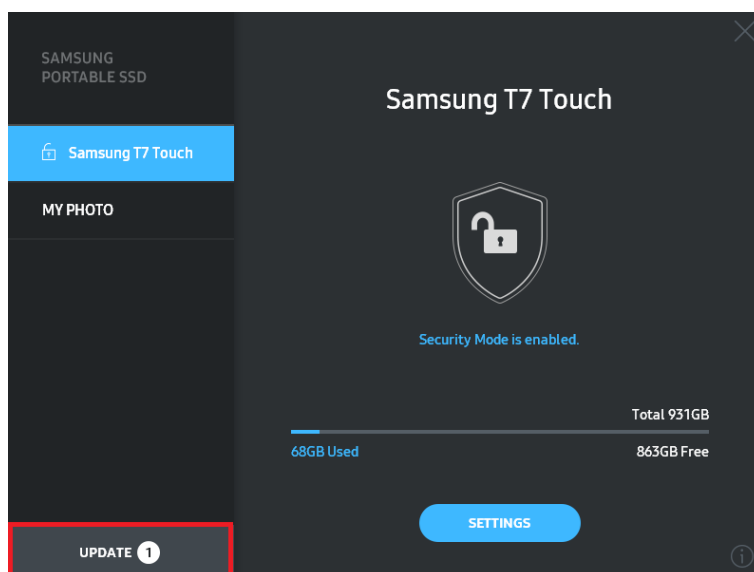 SAMSUNG
PORTABLE SSD
Samsung T7 Touch
MY PHOTO
UPDATE 1
Samsung T7 Touch
Security Mode is enabled.
Total 931GB
68GB Used 863GB Free
SETTINGS